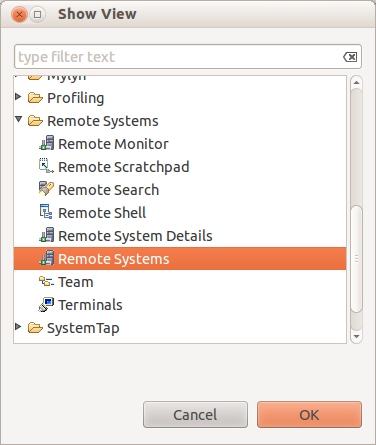 Show View
type filter text
Mylyn
Profiling
Remote Systems
Remote Monitor
Remote Scratchpad
Remote Search
Remote Shell
Remote System Details
Remote Systems
Team
Terminals
SystemTap
Cancel
OK